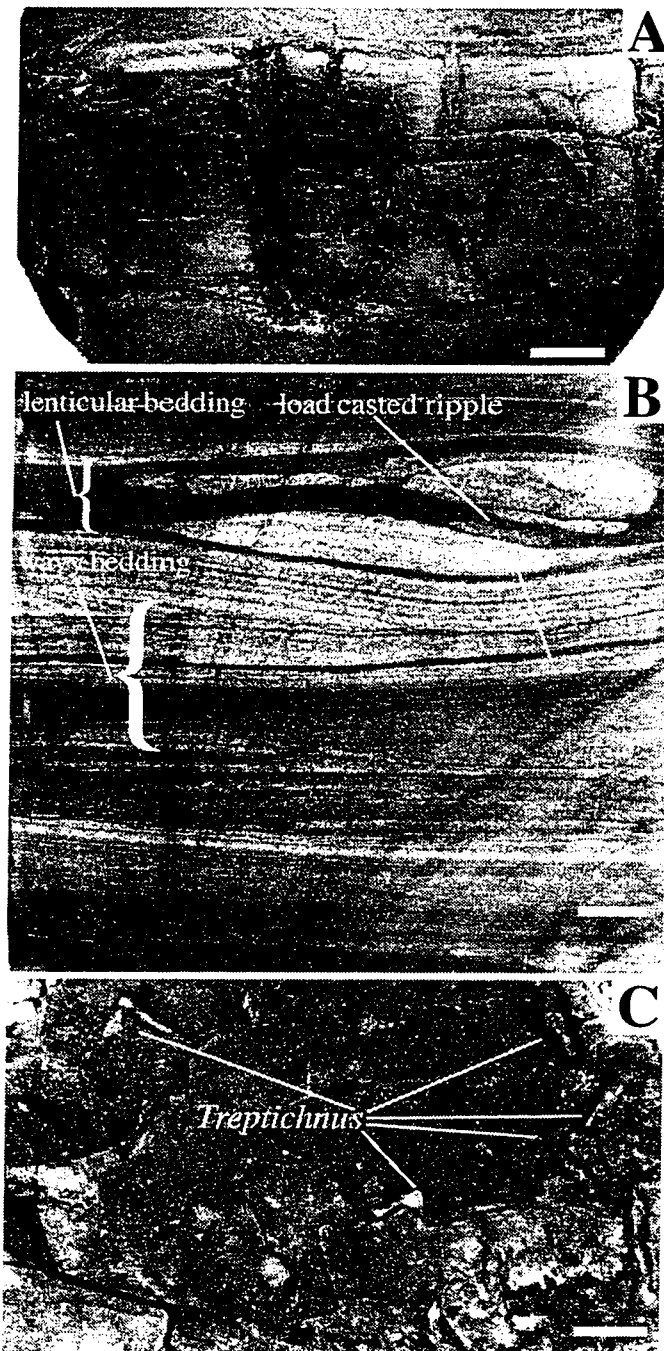 A
lenticular bedding load casted ripple B
wavy bedding
C
Treptichnus